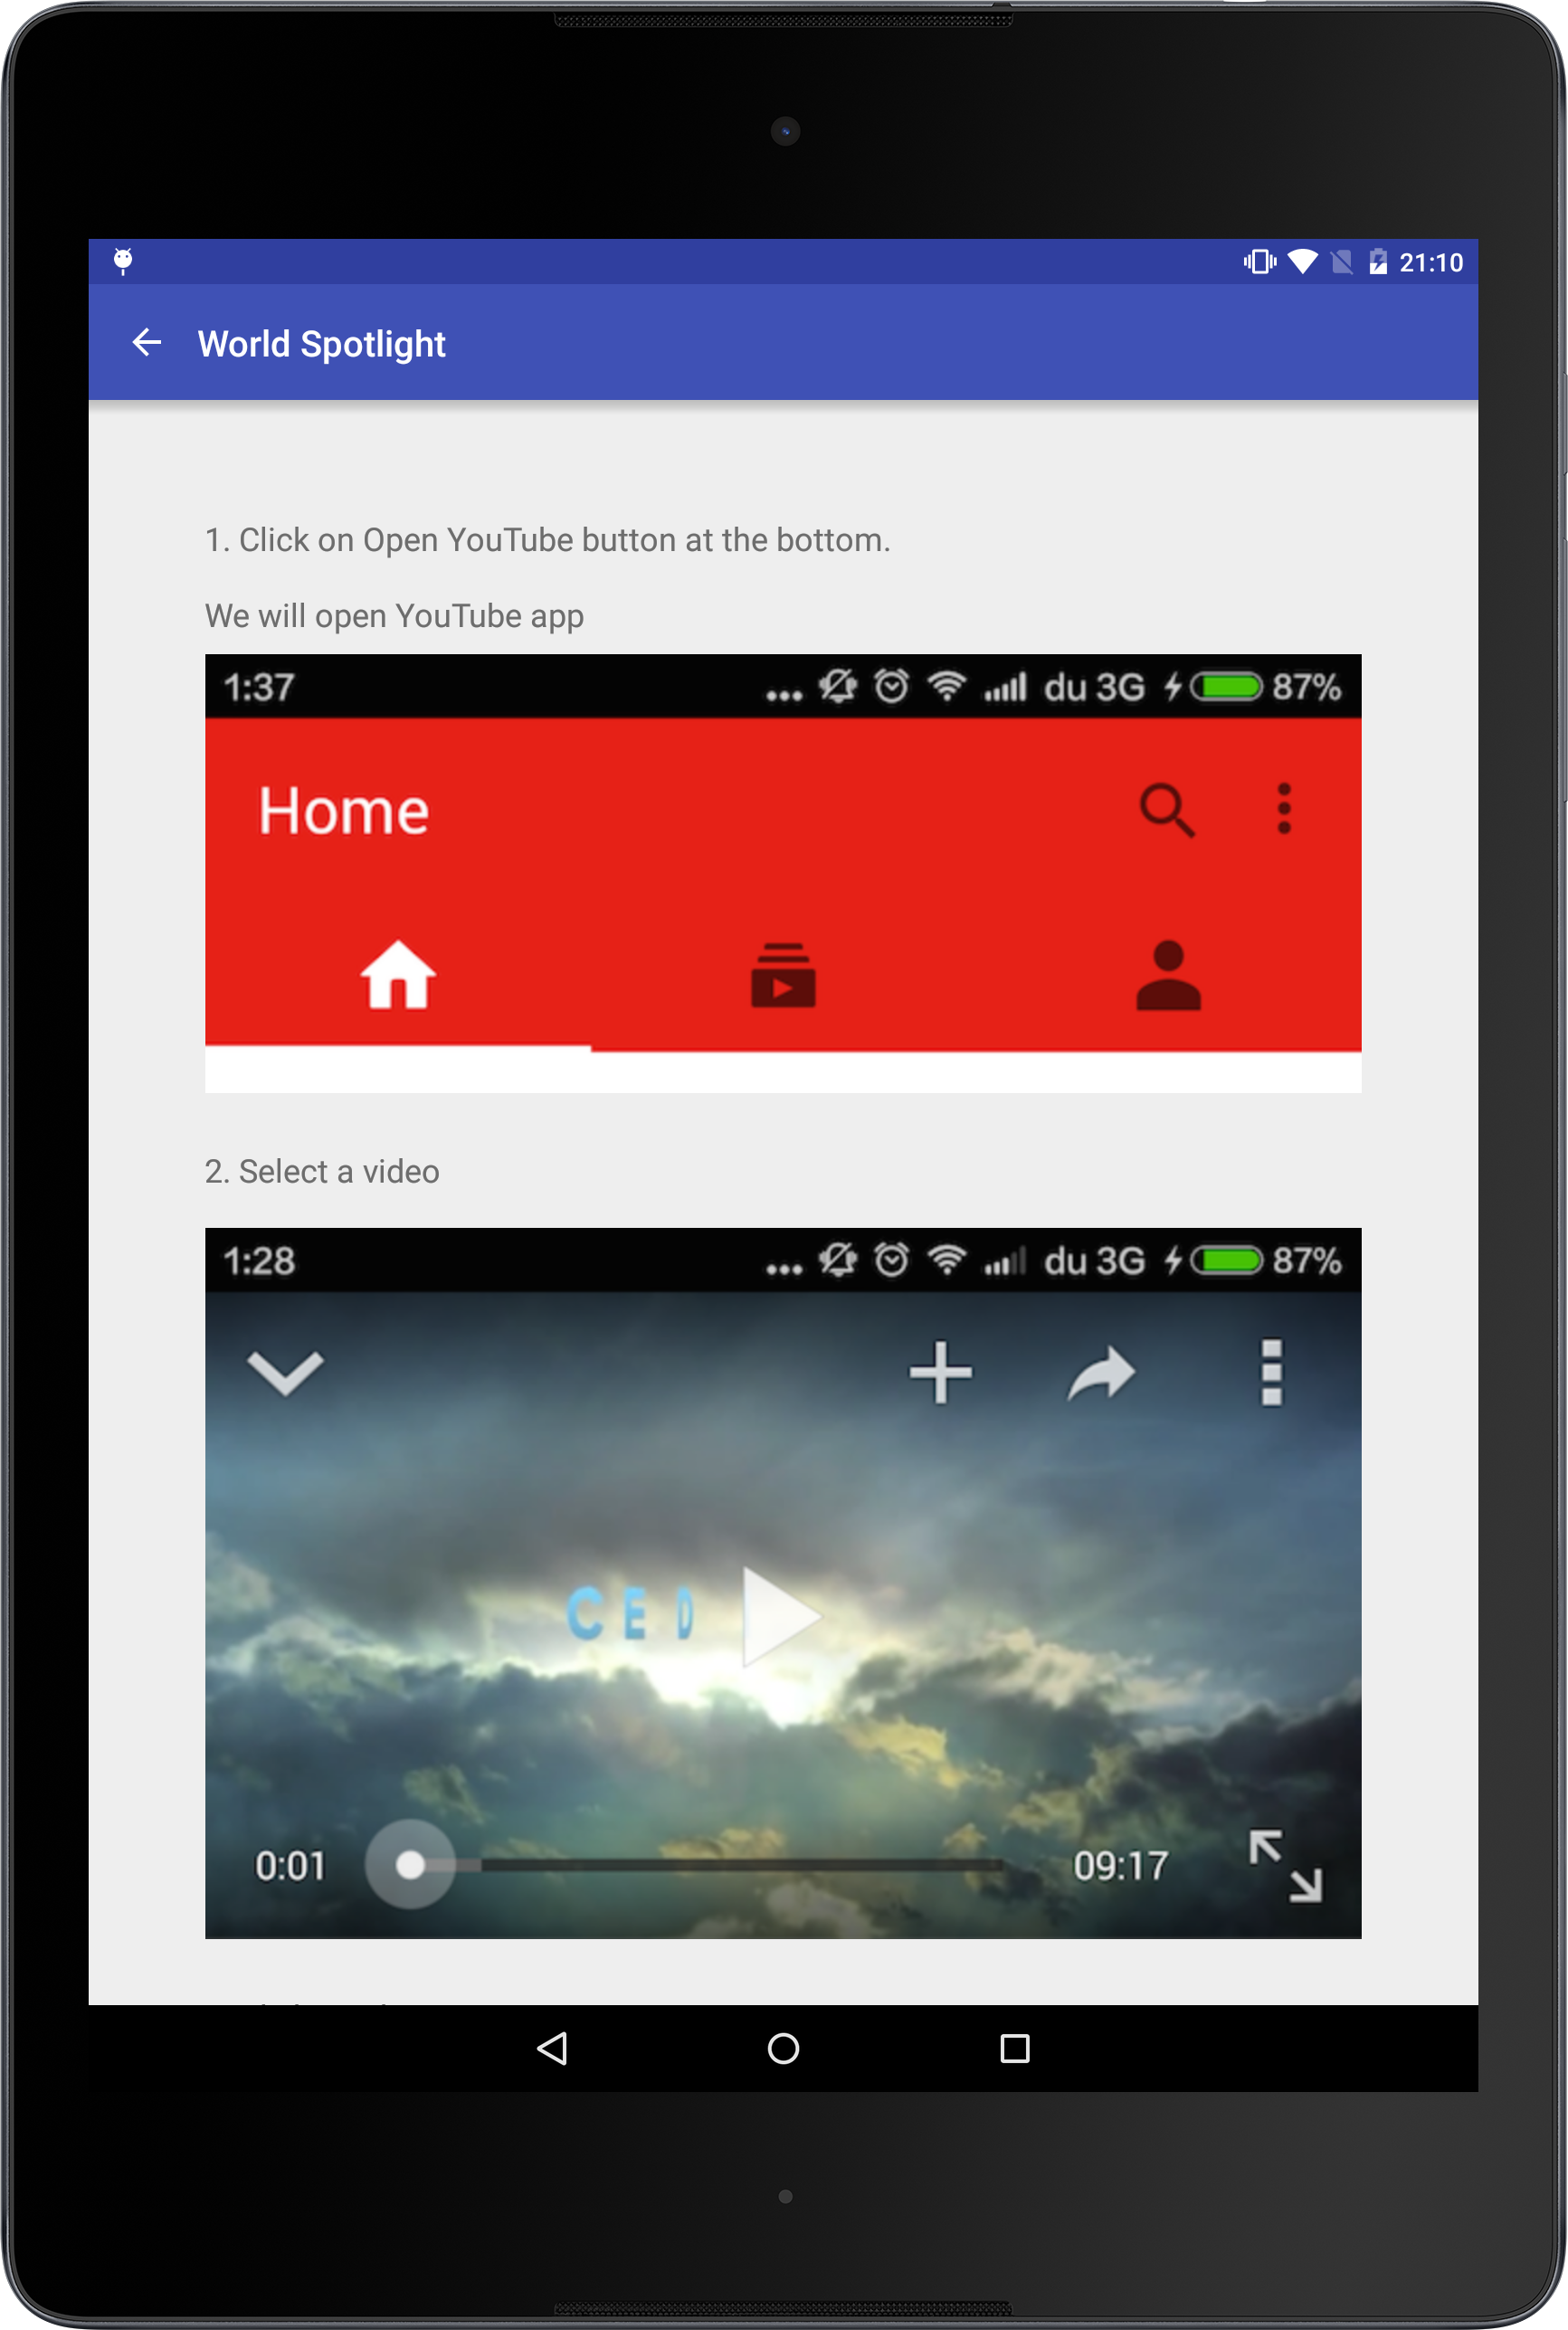 21:10
World Spotlight
1. Click on Open YouTube button at the bottom.
We will open YouTube app
1:37 ... du 3G 87%
Home
2. Select a video
1:28 ... du 3G 87%
C E D
0:01 09:17